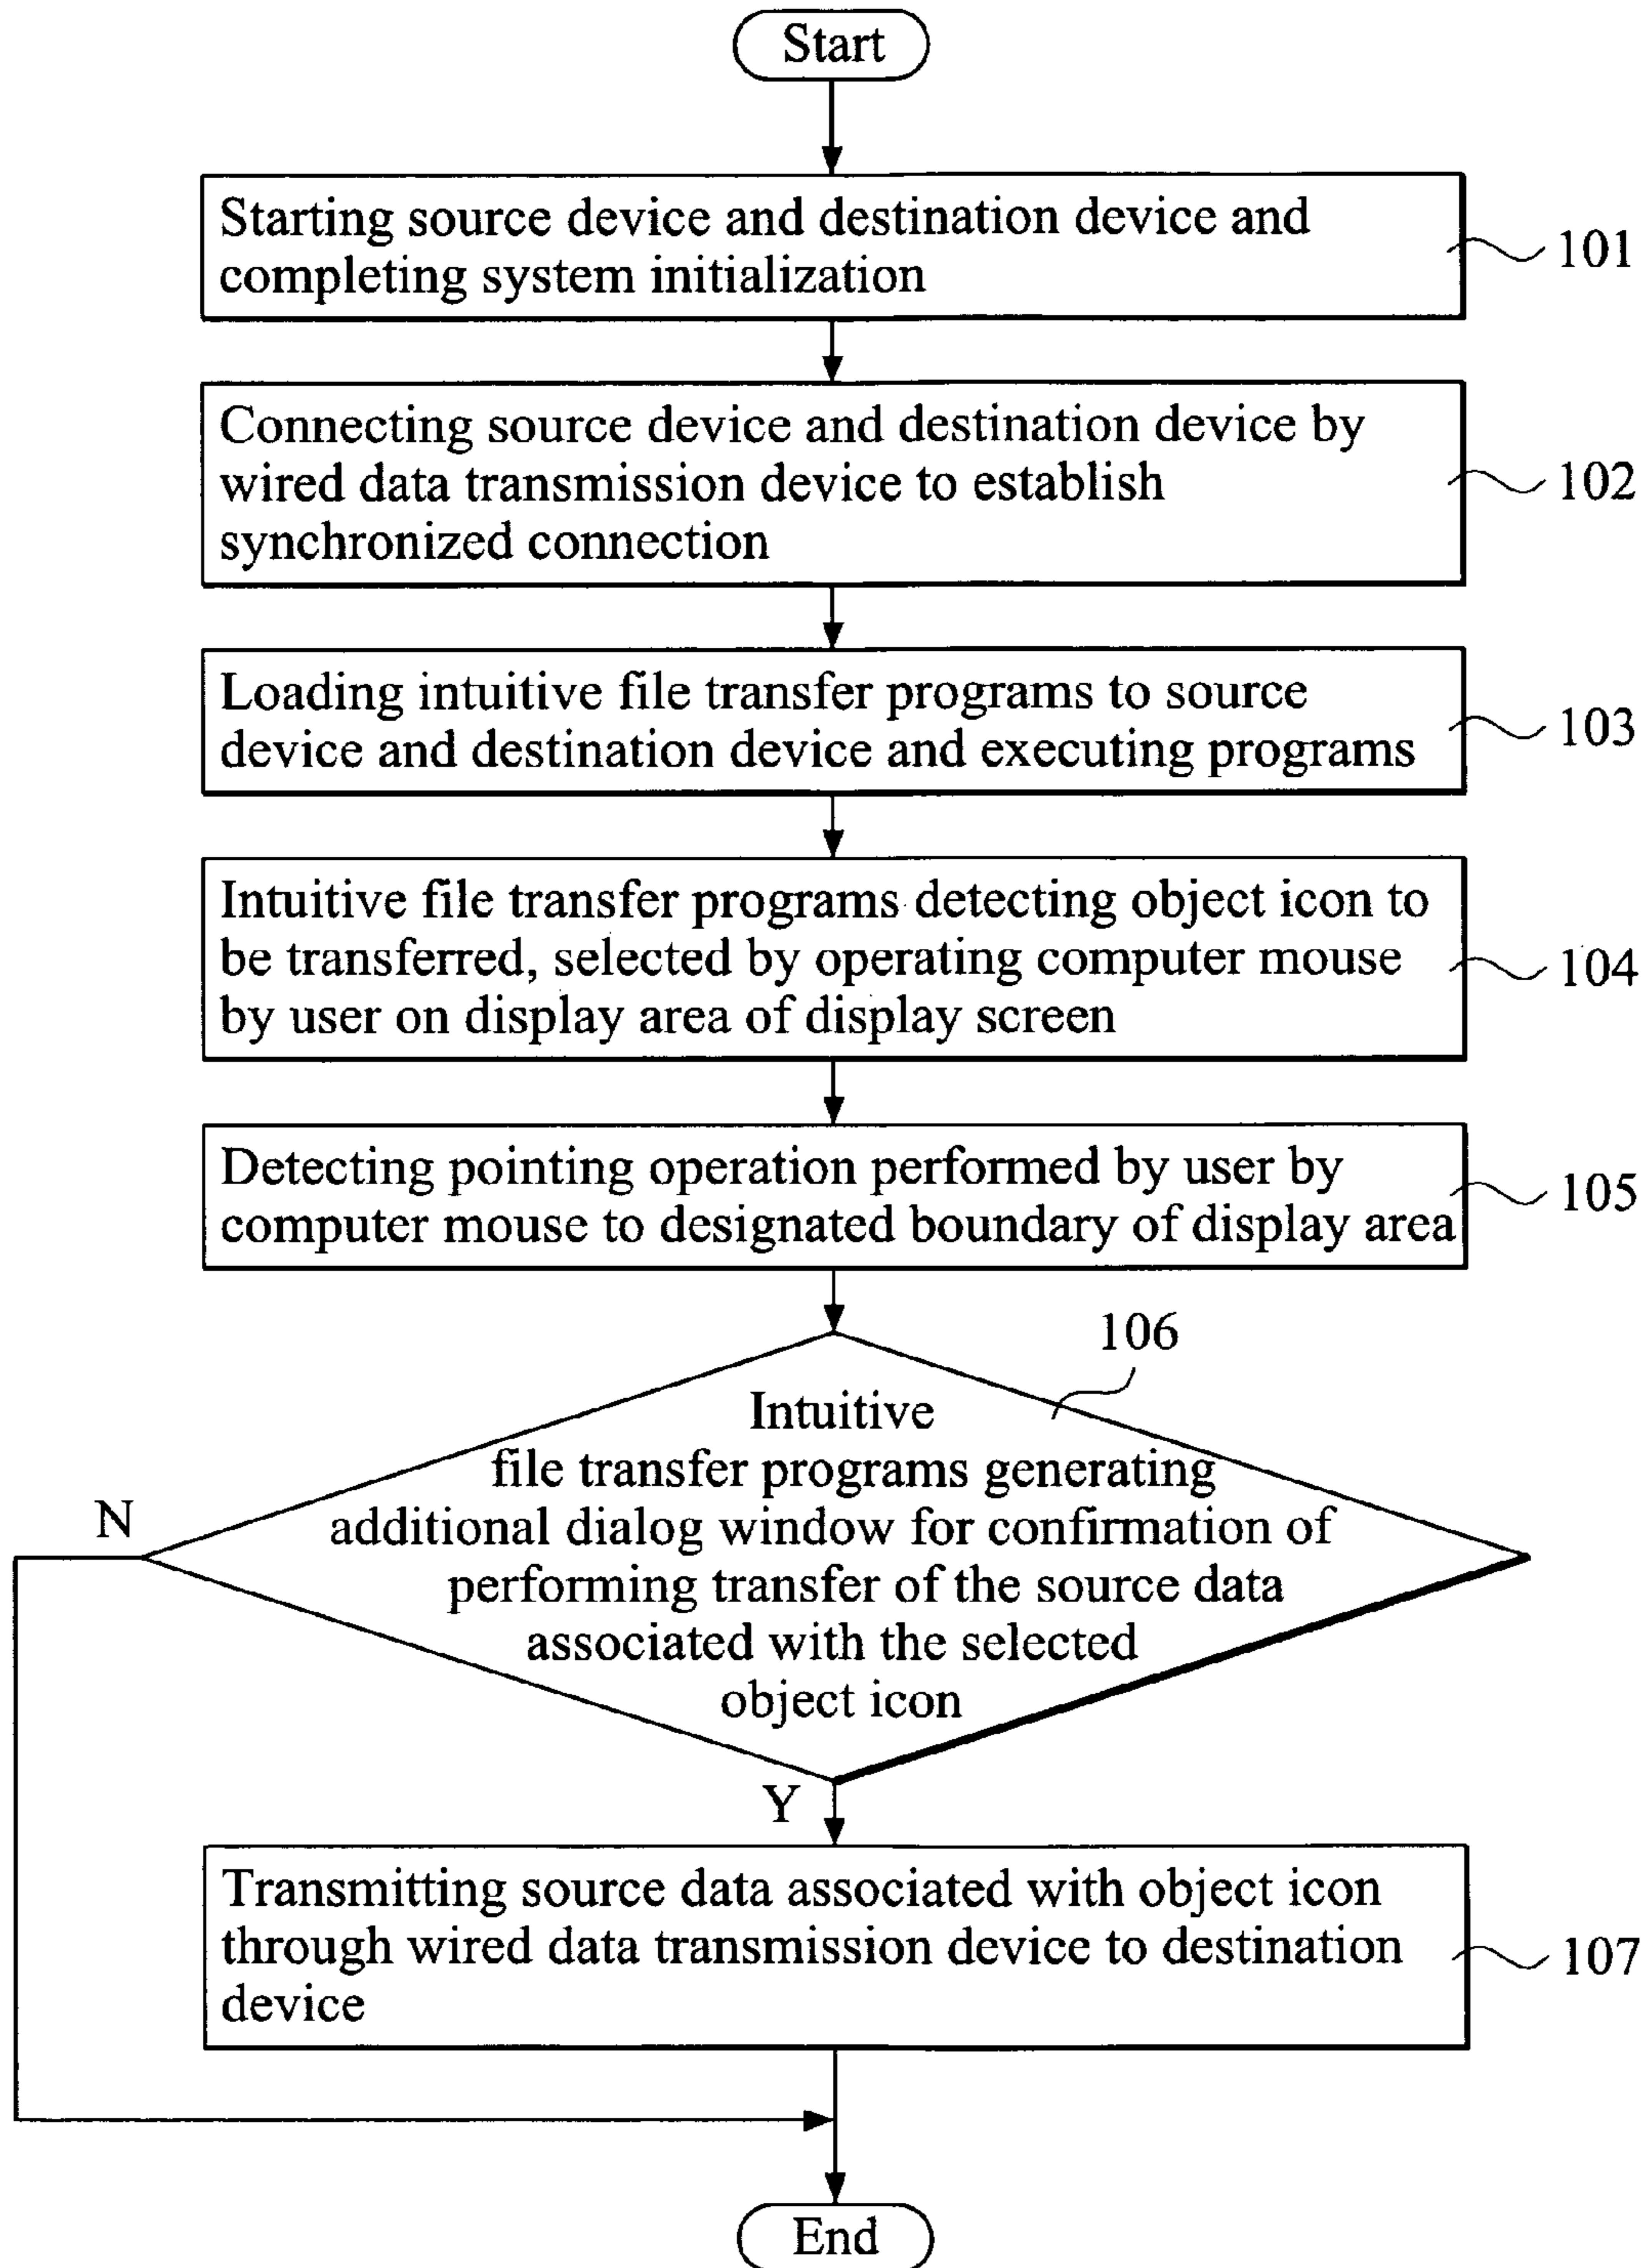 Start
Starting source device and destination device and
completing system initialization
101
Connecting source device and destination device by
wired data transmission device to establish
synchronized connection
102
Loading intuitive file transfer programs to source
device and destination device and executing programs
103
Intuitive file transfer programs detecting object icon to
be transferred, selected by operating computer mouse
by user on display area of display screen
104
Detecting pointing operation performed by user by
computer mouse to designated boundary of display area
105
106
Intuitive
file transfer programs generating
additional dialog window for confirmation of
performing transfer of the source data
associated with the selected
object icon
N
Y
Transmitting source data associated with object icon
through wired data transmission device to destination
device
107
End